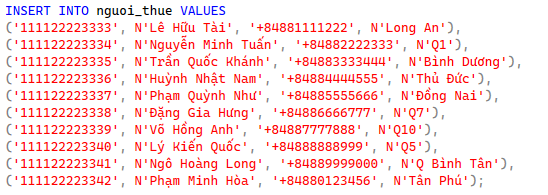 INSERT INTO nguoi_thue VALUES
('111122223333', N'Lê Hữu Tài', '+84881111222', N'Long An'),
('111122223334', N'Nguyễn Minh Tuấn', '+84882222333', N'Q1'),
('111122223335', N'Trần Quốc Khánh', '+84883333444', N'Bình Dương'),
('111122223336', N'Huỳnh Nhật Nam', '+84884444555', N'Thủ Đức'),
('111122223337', N'Phạm Quỳnh Như', '+84885555666', N'Đồng Nai'),
('111122223338', N'Đặng Gia Hưng', '+84886666777', N'Q7'),
('111122223339', N'Võ Hồng Anh', '+84887777888', N'Q10'),
('111122223340', N'Lý Kiến Quốc', '+84888888999', N'Q5'),
('111122223341', N'Ngô Hoàng Long', '+84889999000', N'Q Bình Tân'),
('111122223342', N'Phạm Minh Hòa', '+84880123456', N'Tân Phú');